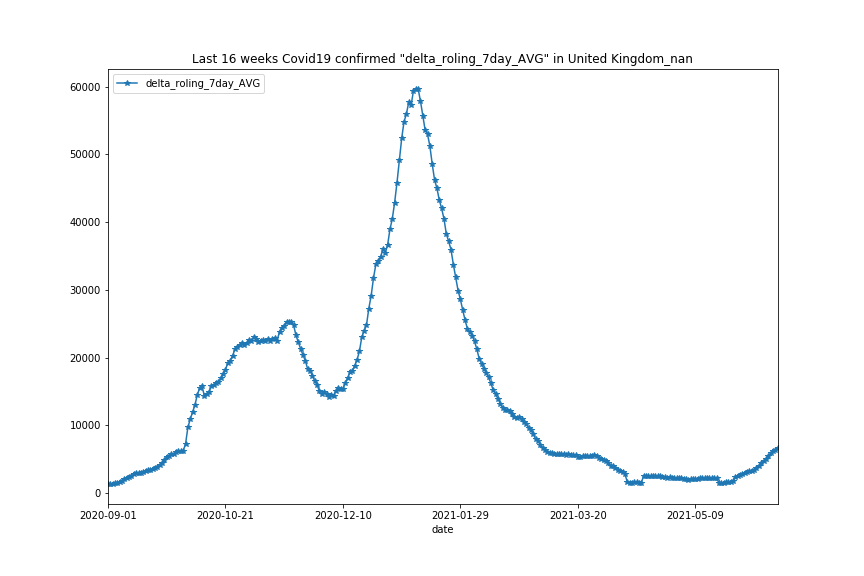 Last 16 weeks Covid19 confirmed "delta_roling_7day_AVG" in United Kingdom_nan
delta_roling_7day_AVG
60000
50000
40000
30000
20000
10000
0
2020-09-01 2020-10-21 2020-12-10 2021-01-29 2021-03-20 2021-05-09
date